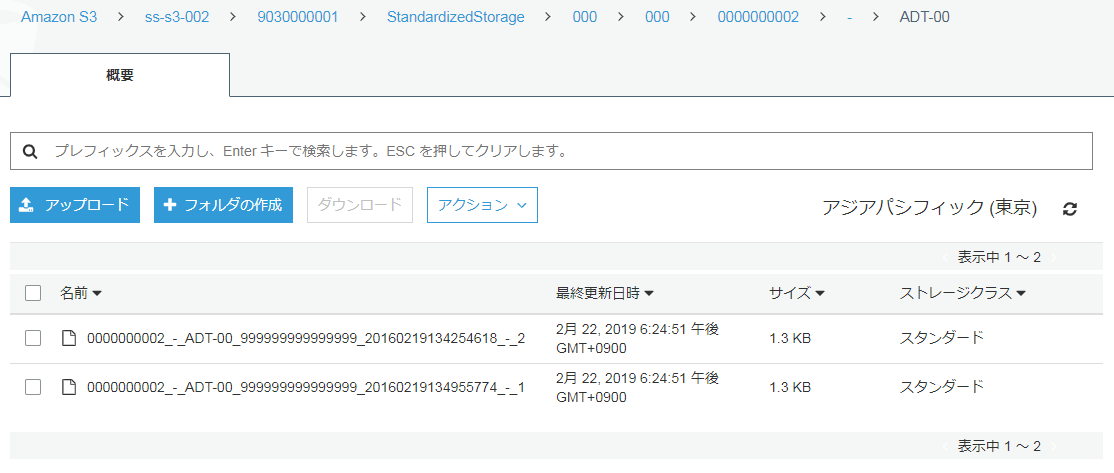 Amazon S3 > ss-s3-002 > 9030000001 > StandardizedStorage > 000 > 000 > 0000000002 > - > ADT-00
概要
プレフィックスを入力し、Enter キーで検索します。ESC を押してクリアします。
アップロード + フォルダの作成 ダウンロード アクション アジアパシフィック (東京)
表示中 1 ～ 2
名前 最終更新日時 サイズ ストレージクラス
0000000002_-_ADT-00_999999999999999_20160219134254618_-_2 2月 22, 2019 6:24:51 午後 1.3 KB スタンダード
GMT+0900
0000000002_-_ADT-00_999999999999999_20160219134955774_-_1 2月 22, 2019 6:24:51 午後 1.3 KB スタンダード
GMT+0900
表示中 1 ～ 2